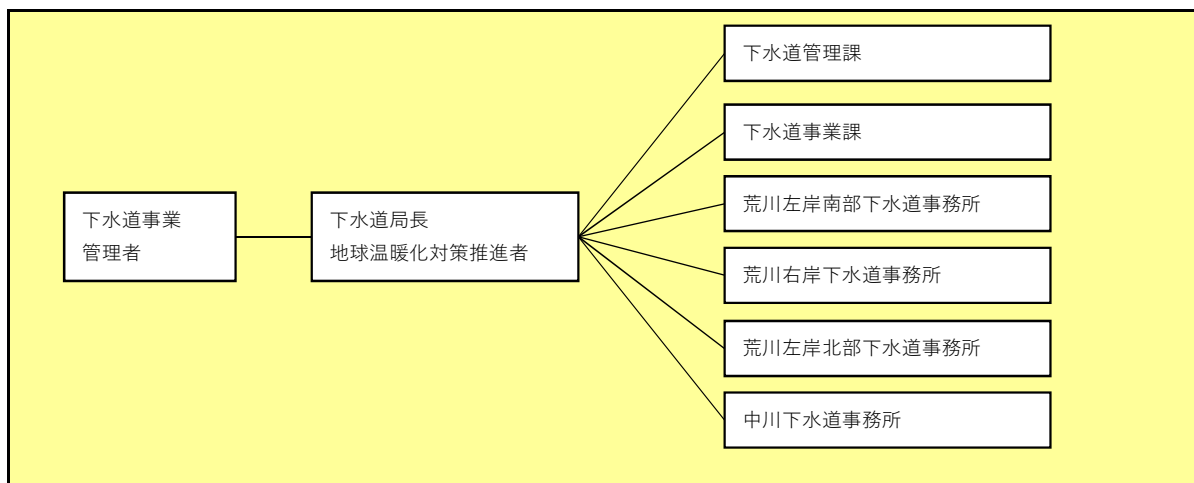 下水道事業
管理者
下水道局長
地球温暖化対策推進者
下水道管理課
下水道事業課
荒川左岸南部下水道事務所
荒川右岸下水道事務所
荒川左岸北部下水道事務所
中川下水道事務所